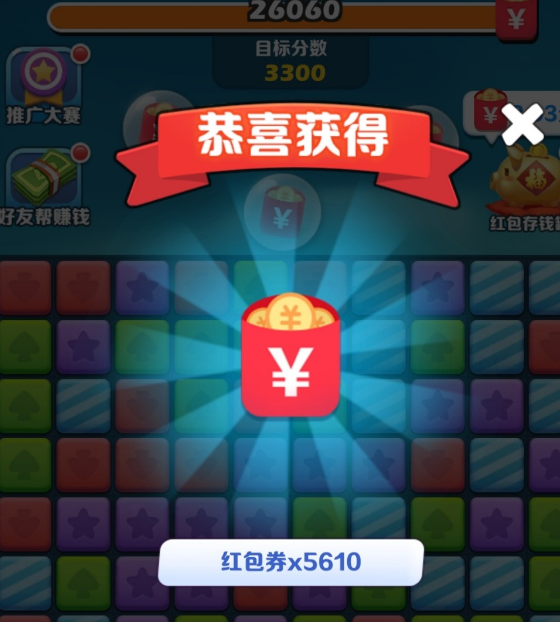 26060
¥
目标分数
3300
推广大赛
¥
恭喜获得
好友帮赚钱
¥
福
红包存钱罐
¥
红包券x5610